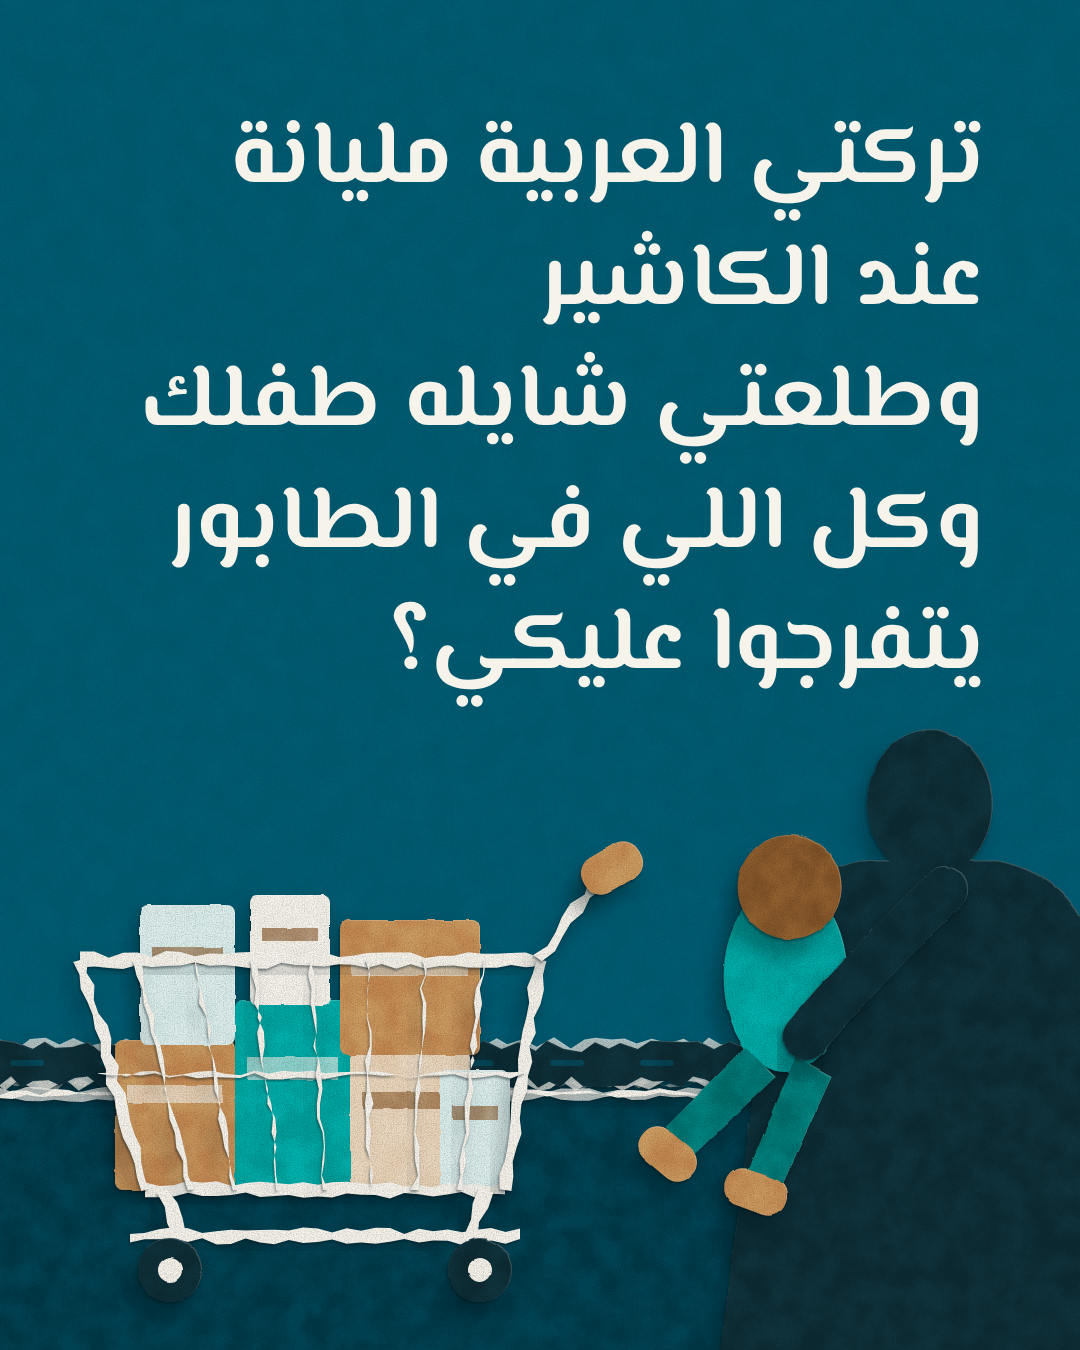 تركتي العربية مليانة
عند الكاشير
وطلعتي شايله طفلك
وكل اللي في الطابور
يتفرجوا عليكي؟